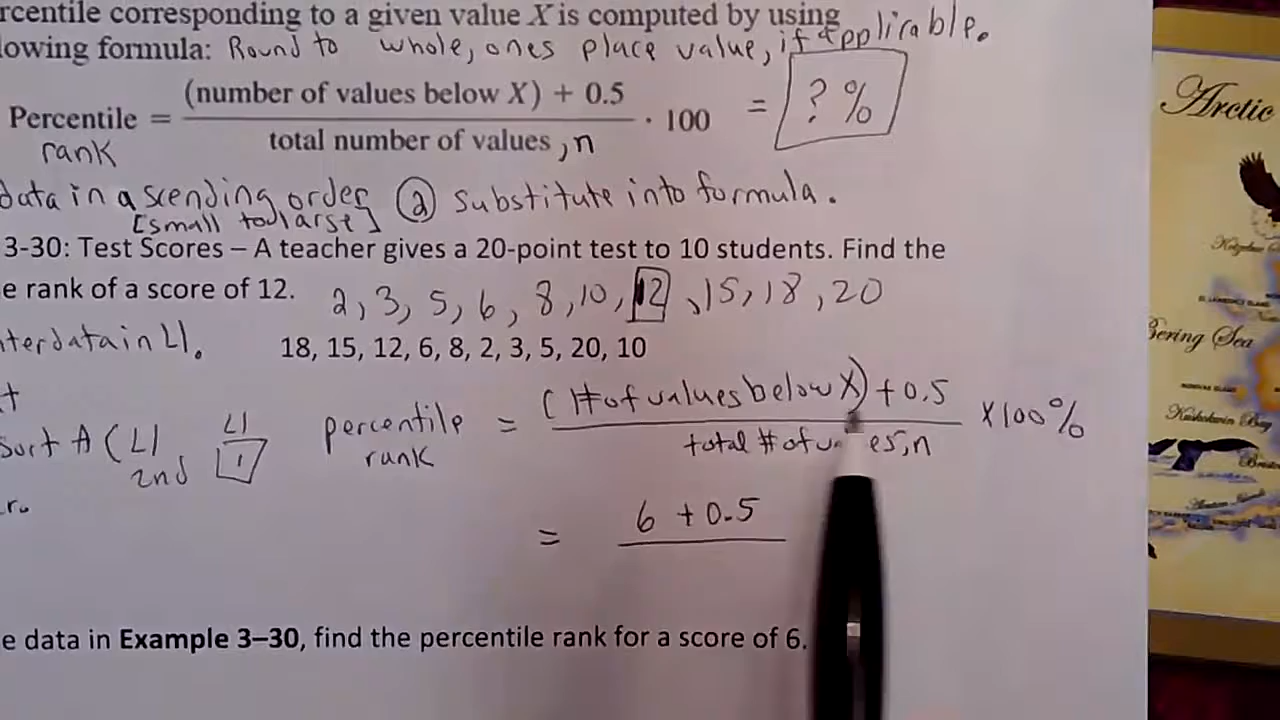 rcentile corresponding to a given value X is computed by using
lowing formula: Round to whole, ones place value, if applicable.
Percentile rank = (number of values below X) + 0.5 / total number of values, n · 100 = ? %
data in ascending order ② substitute into formula.
[small to large]
3-30: Test Scores – A teacher gives a 20-point test to 10 students. Find the
e rank of a score of 12. 2, 3, 5, 6, 8, 10, 12, 15, 18, 20
nter data in L1. 18, 15, 12, 6, 8, 2, 3, 5, 20, 10
percentile rank = (# of values below X) + 0.5 / total # of values, n × 100%
Sort A (L1
2nd L1 1
= 6 + 0.5
e data in Example 3–30, find the percentile rank for a score of 6.
Arctic
Bering Sea
Kuskokwim Bay